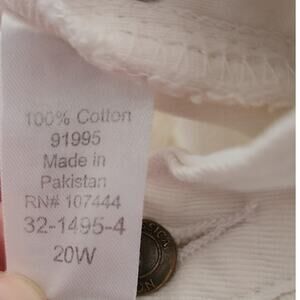 100% Cotton
91995
Made in
Pakistan
RN# 107444
32-1495-4
20W